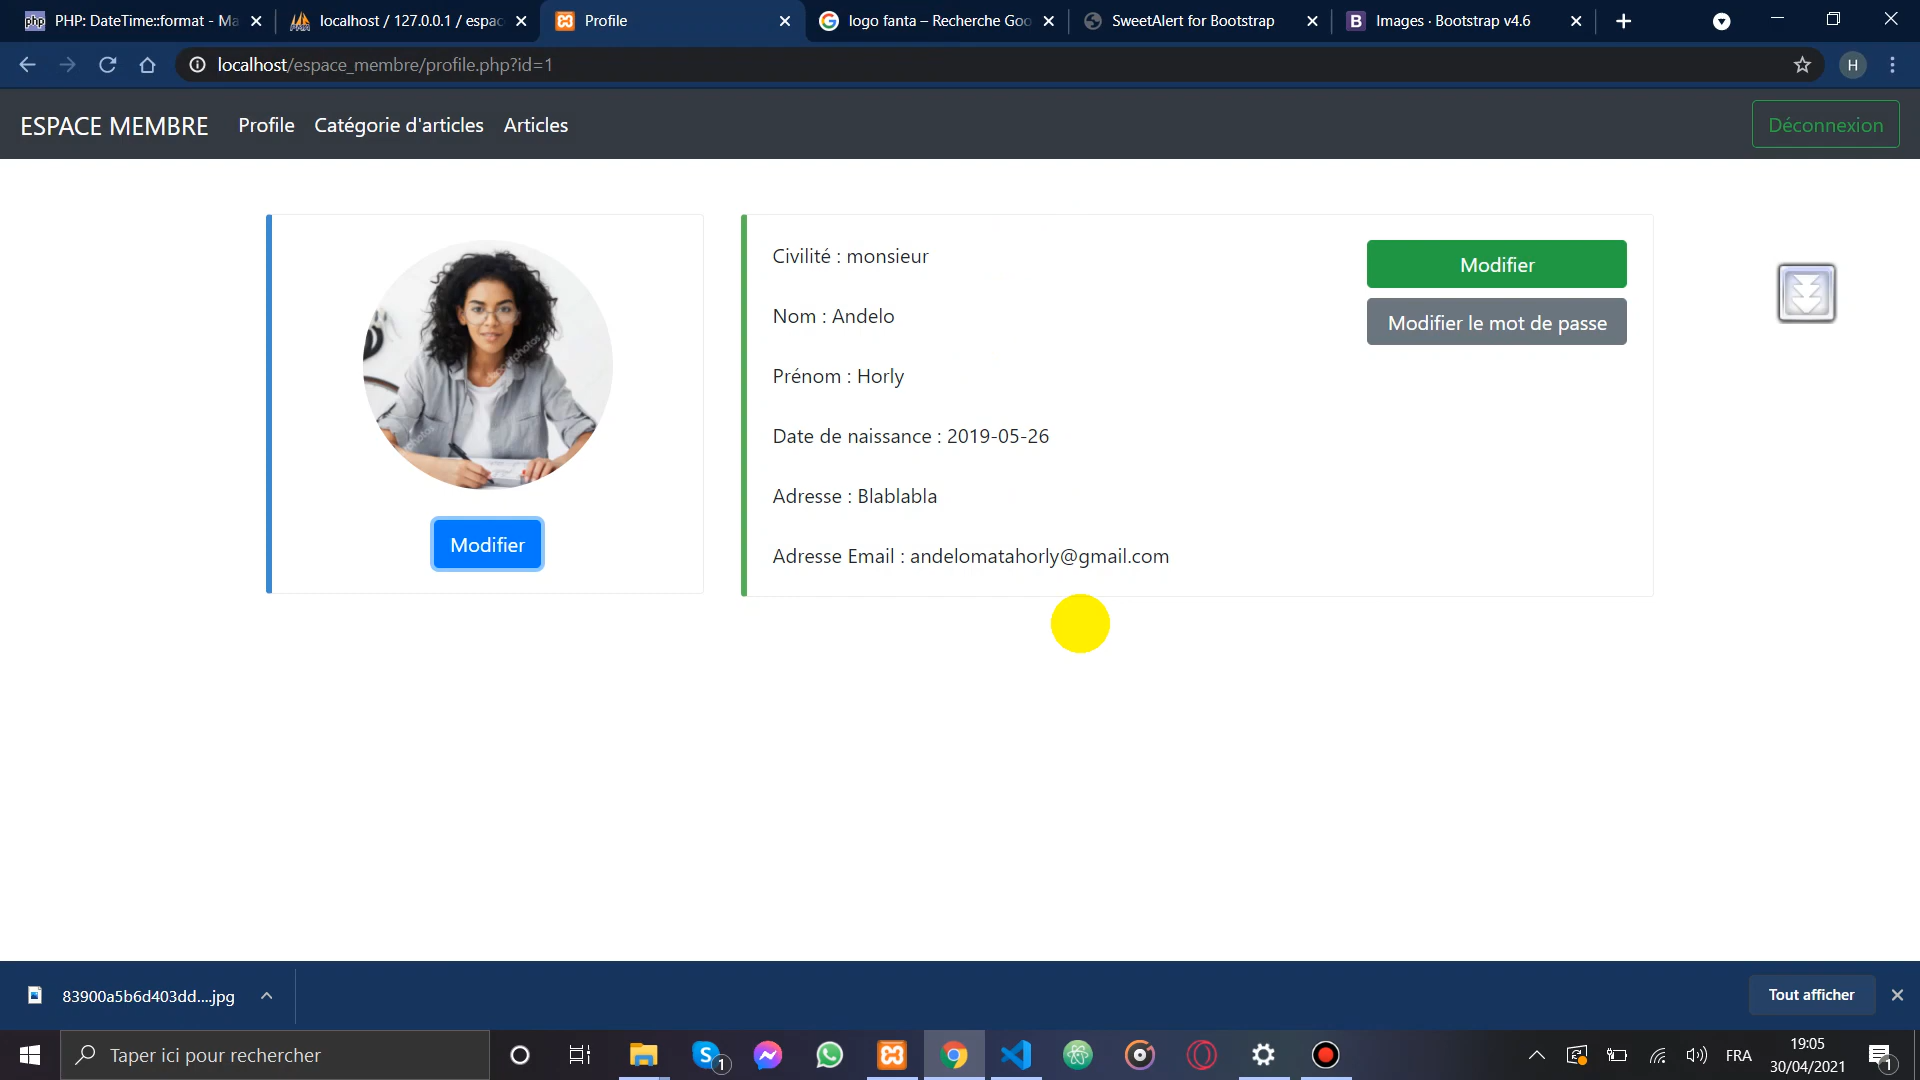 PHP: DateTime::format - Ma
localhost / 127.0.0.1 / espac
Profile
logo fanta – Recherche Goo
SweetAlert for Bootstrap
Images · Bootstrap v4.6
localhost/espace_membre/profile.php?id=1
H
ESPACE MEMBRE
Profile
Catégorie d'articles
Articles
Déconnexion
Modifier
Civilité : monsieur
Nom : Andelo
Prénom : Horly
Date de naissance : 2019-05-26
Adresse : Blablabla
Adresse Email : andelomatahorly@gmail.com
Modifier
Modifier le mot de passe
83900a5b6d403dd....jpg
Tout afficher
Taper ici pour rechercher
1
FRA
19:05
30/04/2021
1